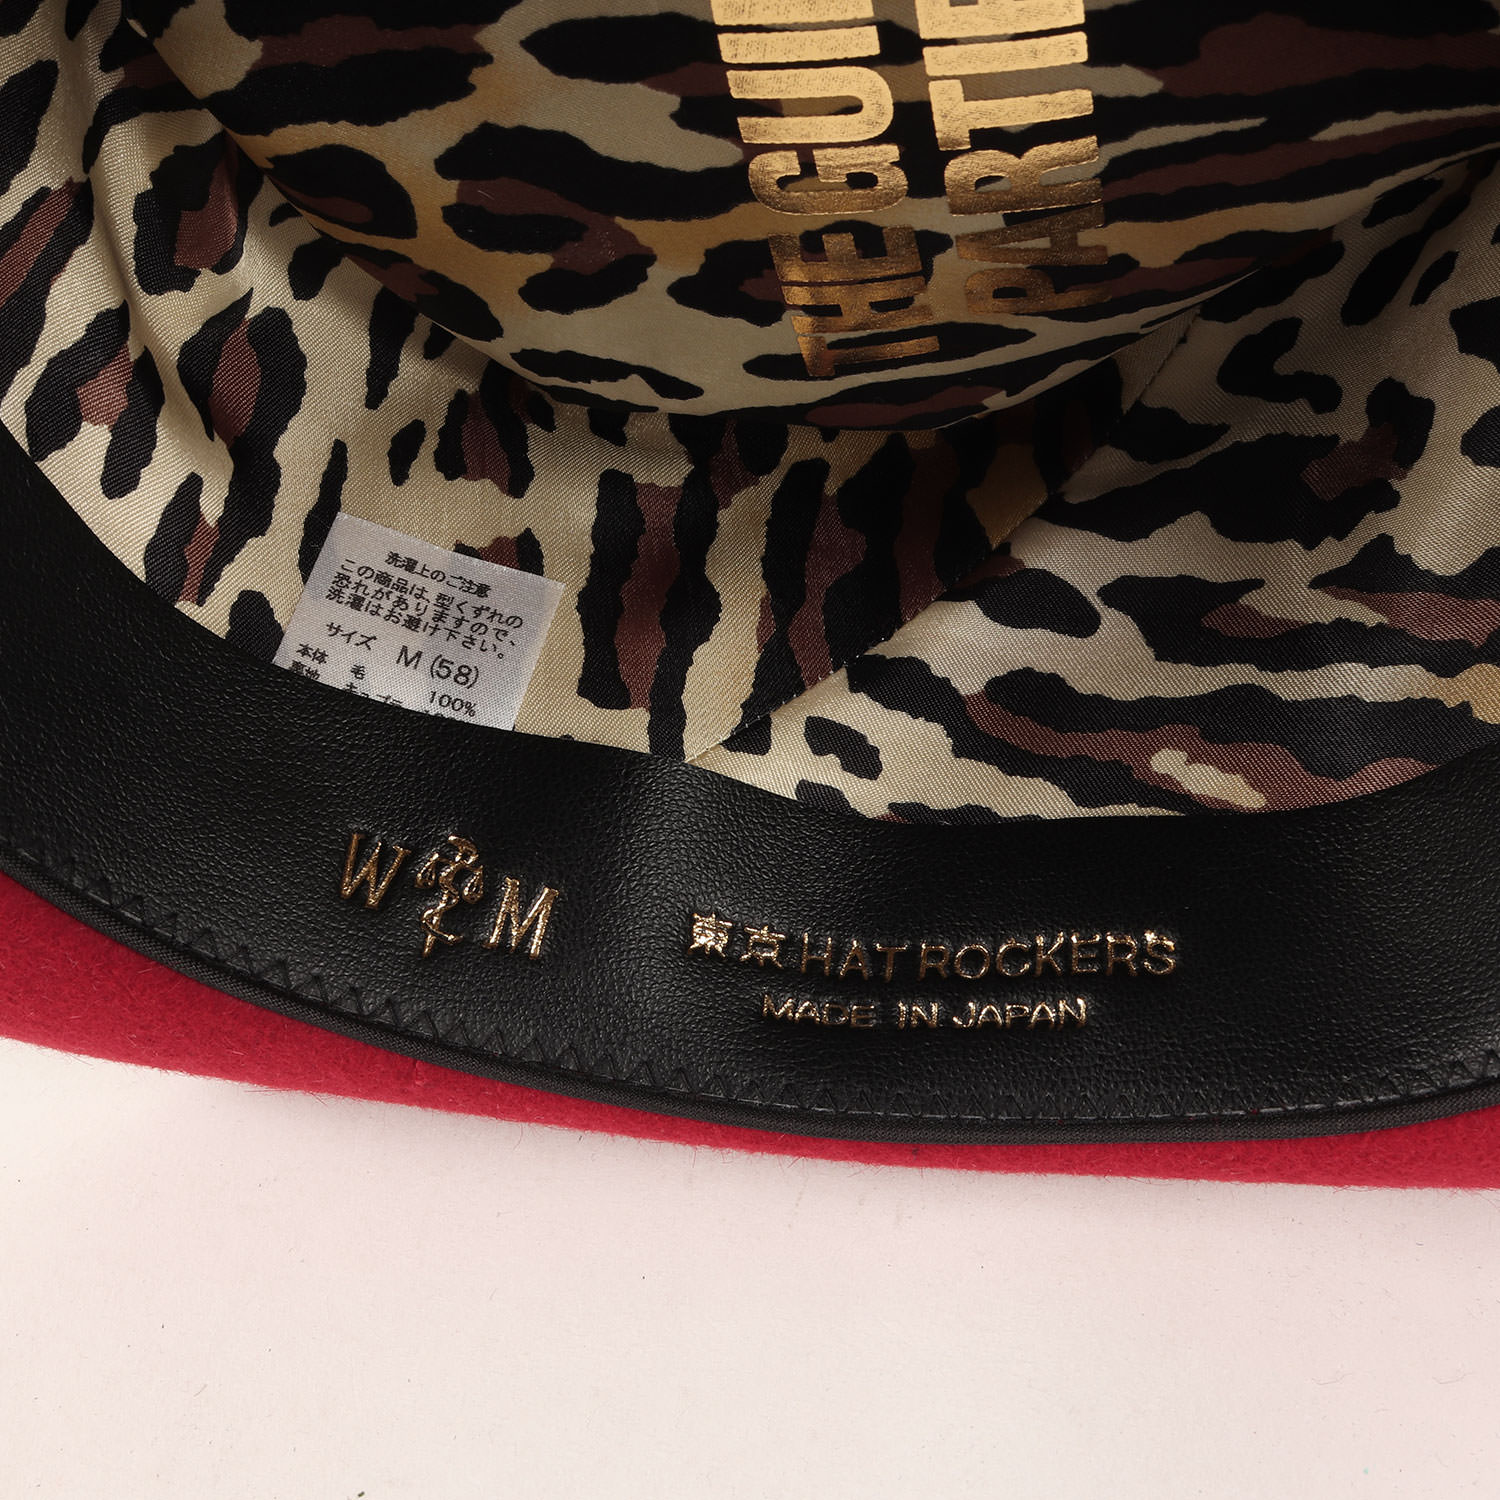 THE GUIL
PARTIE
洗濯上のご注意
この商品は、型くずれの
恐れがありますので、
洗濯はお避け下さい。
サイズ M (58)
本体 毛 100%
W M
東京 HAT ROCKERS
MADE IN JAPAN